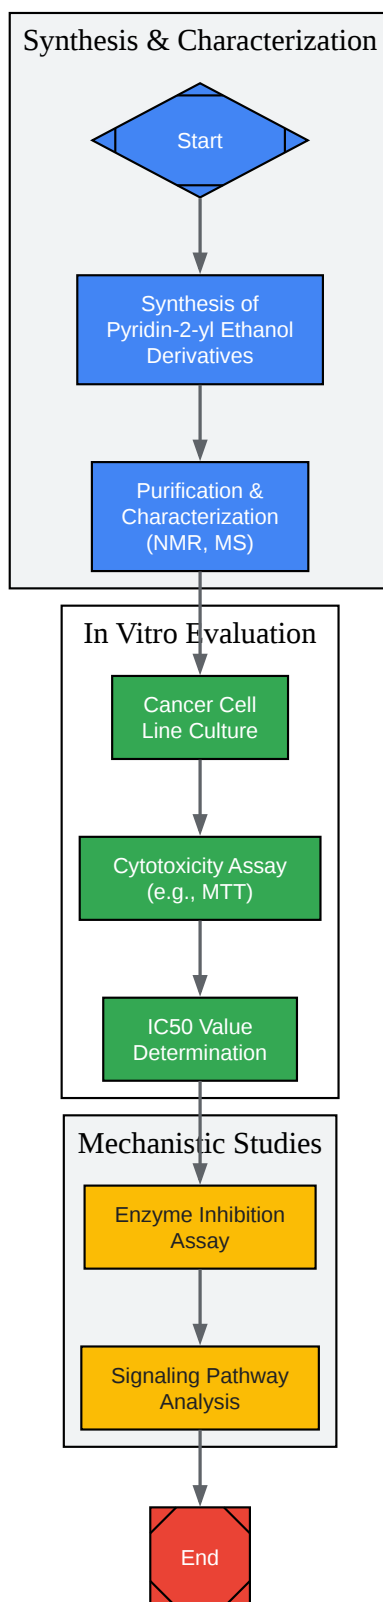 Synthesis & Characterization
Start
Synthesis of
Pyridin-2-yl Ethanol
Derivatives
Purification &
Characterization
(NMR, MS)
In Vitro Evaluation
Cancer Cell
Line Culture
Cytotoxicity Assay
(e.g., MTT)
IC50 Value
Determination
Mechanistic Studies
Enzyme Inhibition
Assay
Signaling Pathway
Analysis
End